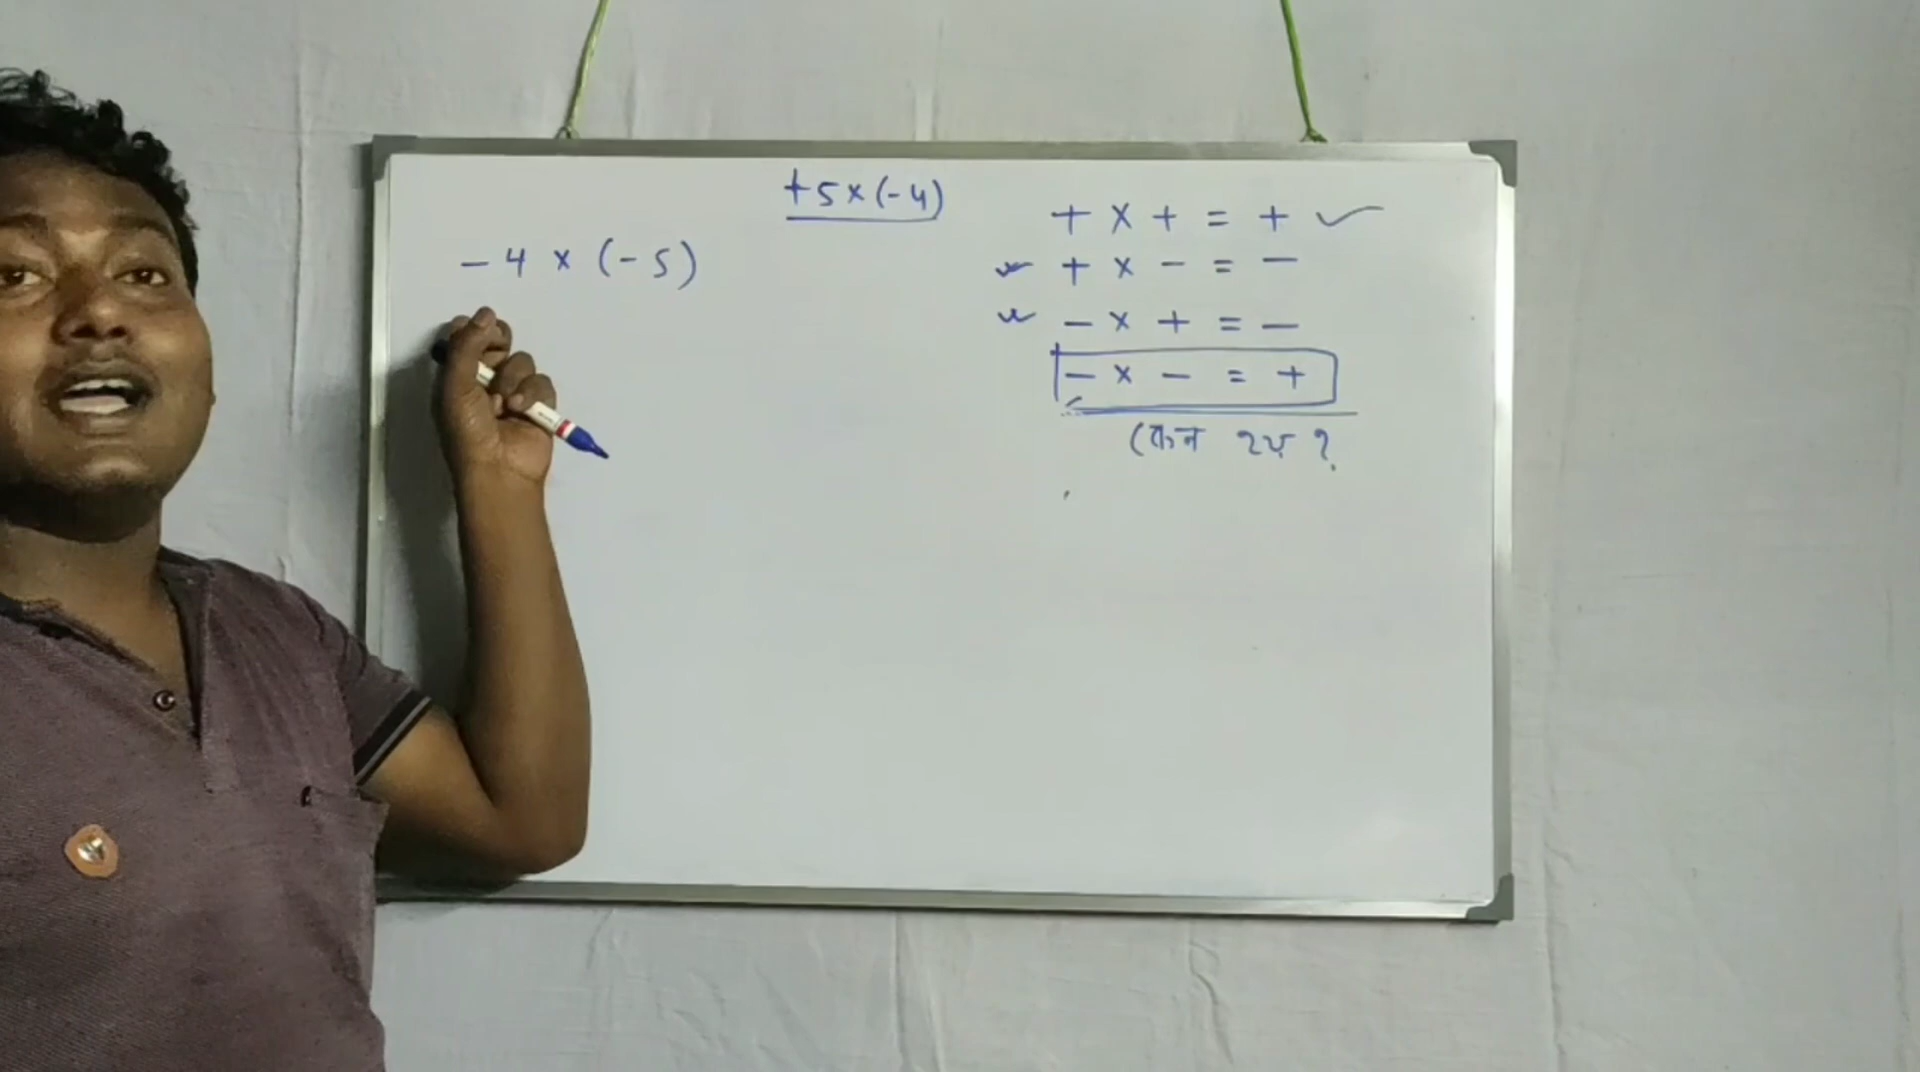 +5×(-4)
-4 × (-5)
+ × + = + ✓
✓ + × - = -
✓ - × + = -
- × - = +
কেন হয় ?